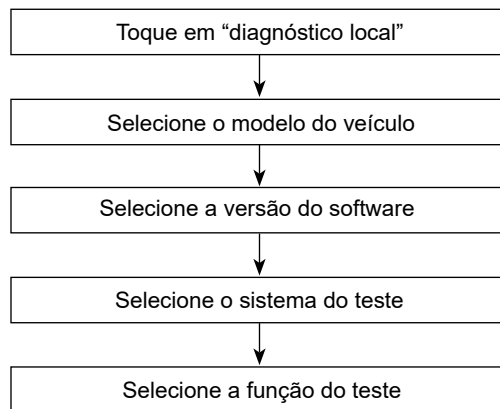 Toque em “diagnóstico local”
Selecione o modelo do veículo
Selecione a versão do software
Selecione o sistema do teste
Selecione a função do teste